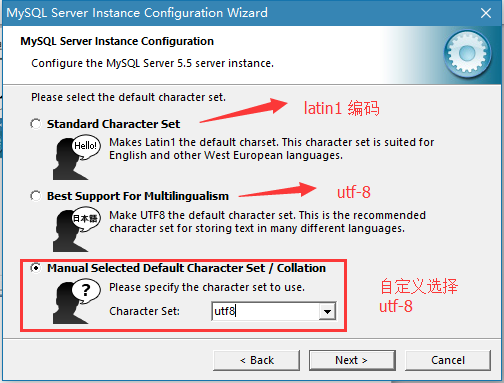 MySQL Server Instance Configuration Wizard
MySQL Server Instance Configuration
Configure the MySQL Server 5.5 server instance.
Please select the default character set.
latin1 编码
Standard Character Set
Hello!
Makes Latin1 the default charset. This character set is suited for
English and other West European languages.
utf-8
Best Support For Multilingualism
日本語
Make UTF8 the default character set. This is the recommended
character set for storing text in many different languages.
Manual Selected Default Character Set / Collation
?
Please specify the character set to use.
Character Set: utf8
自定义选择
utf-8
< Back Next > Cancel